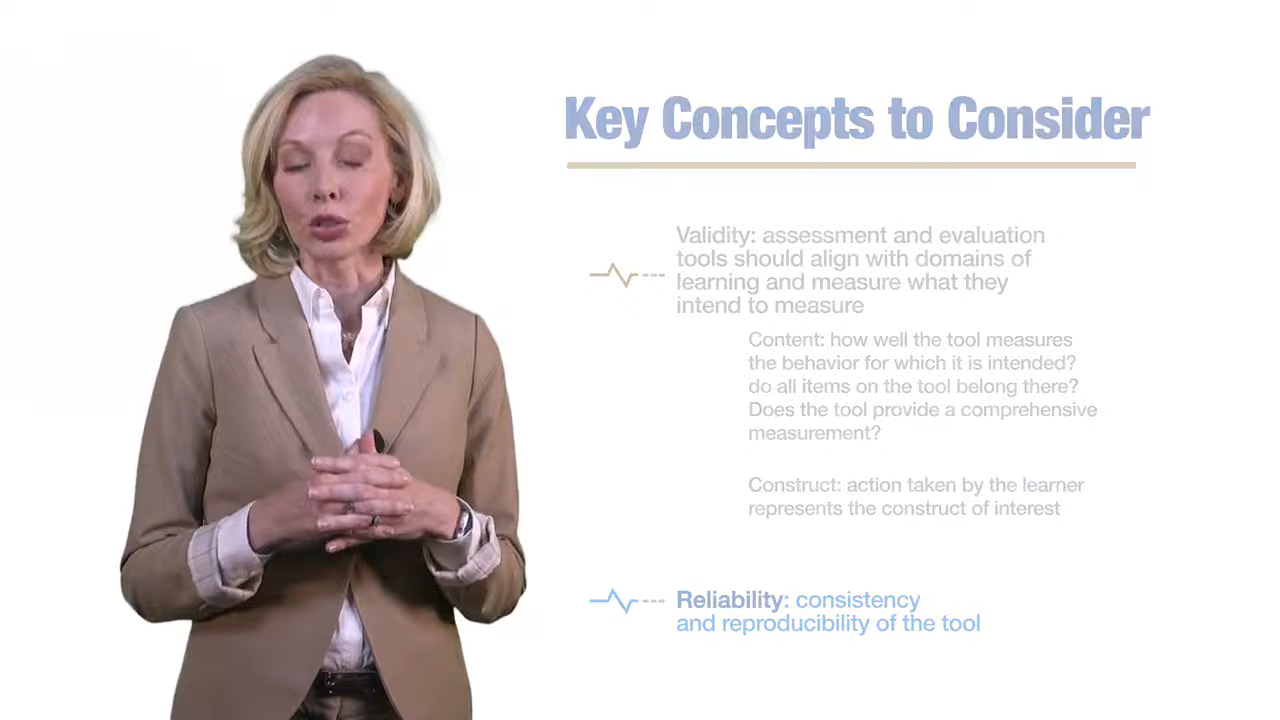 Key Concepts to Consider
Validity: assessment and evaluation
tools should align with domains of
learning and measure what they
intend to measure
Content: how well the tool measures
the behavior for which it is intended?
do all items on the tool belong there?
Does the tool provide a comprehensive
measurement?
Construct: action taken by the learner
represents the construct of interest
Reliability: consistency
and reproducibility of the tool